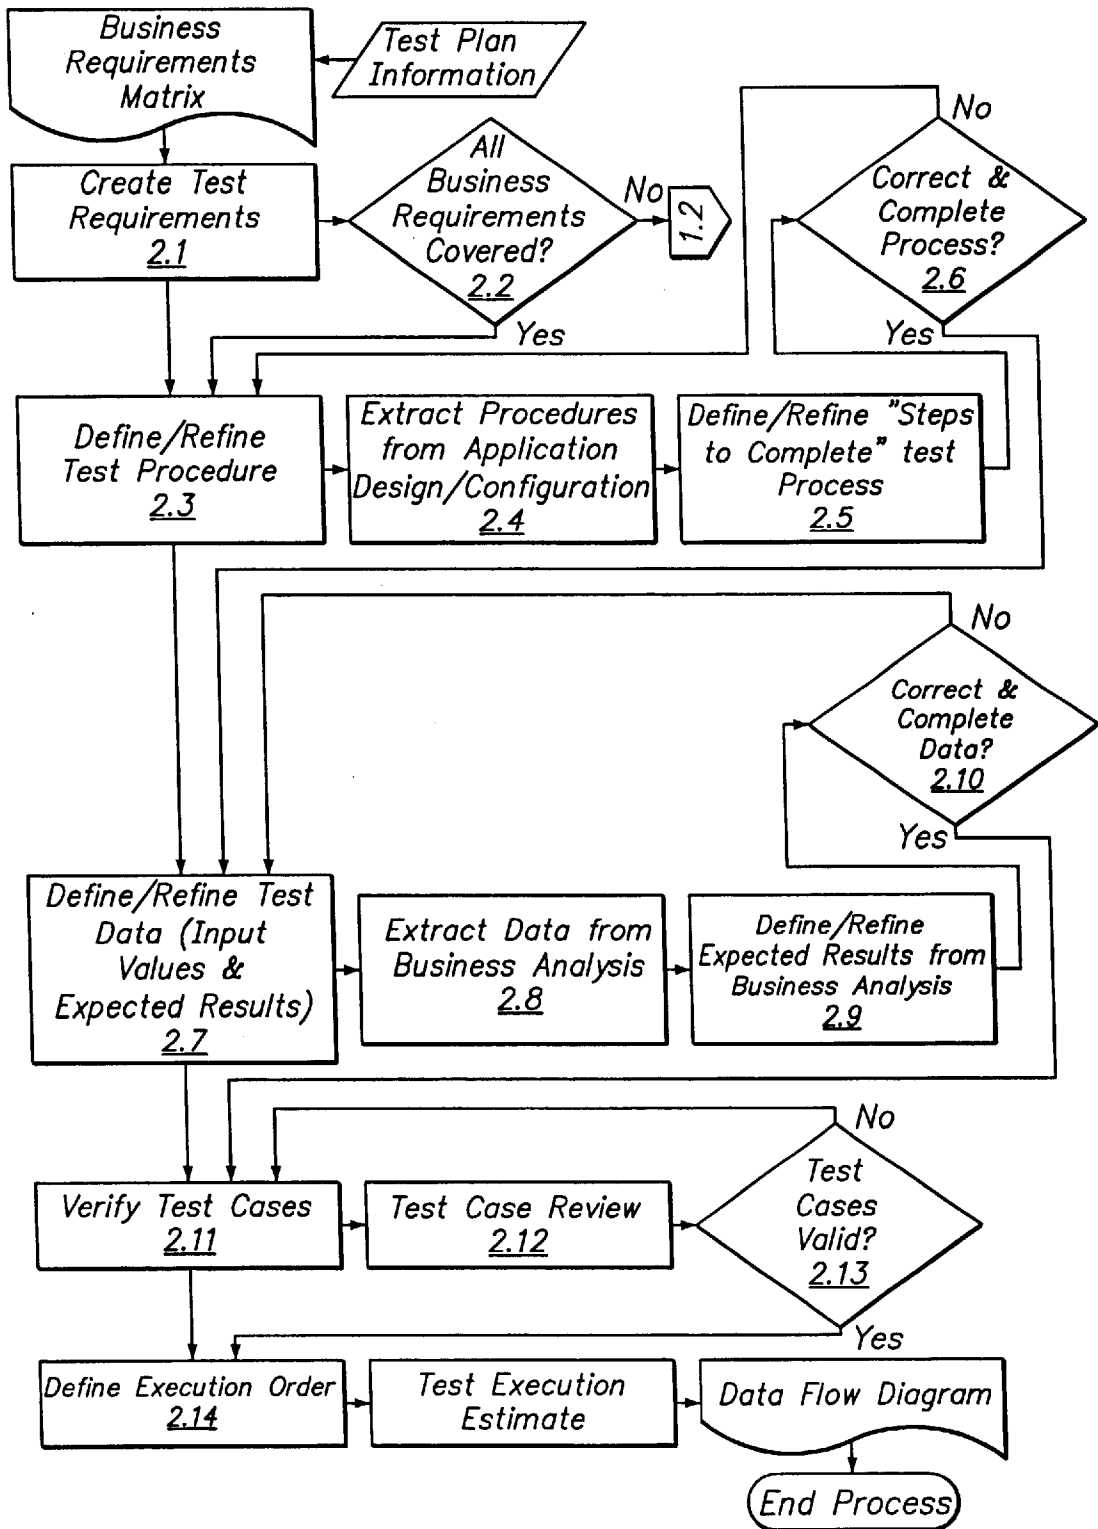 Business
Requirements
Matrix
Test Plan
Information
Create Test
Requirements
2.1
All
Business
Requirements
Covered?
2.2
No
1.2
Yes
No
Correct &
Complete
Process?
2.6
Yes
Define/Refine
Test Procedure
2.3
Extract Procedures
from Application
Design/Configuration
2.4
Define/Refine "Steps
to Complete" test
Process
2.5
No
Correct &
Complete
Data?
2.10
Yes
Define/Refine Test
Data (Input
Values &
Expected Results)
2.7
Extract Data from
Business Analysis
2.8
Define/Refine
Expected Results from
Business Analysis
2.9
No
Verify Test Cases
2.11
Test Case Review
2.12
Test
Cases
Valid?
2.13
Yes
Define Execution Order
2.14
Test Execution
Estimate
Data Flow Diagram
End Process